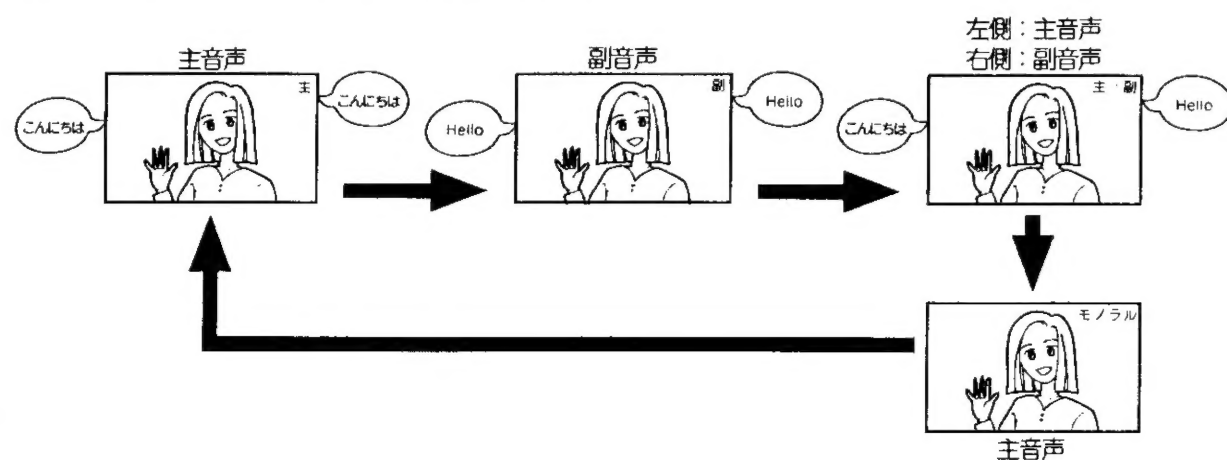 主音声
主
こんにちは
こんにちは
副音声
副
Hello
Hello
左側：主音声
右側：副音声
主・副
こんにちは
Hello
モノラル
主音声